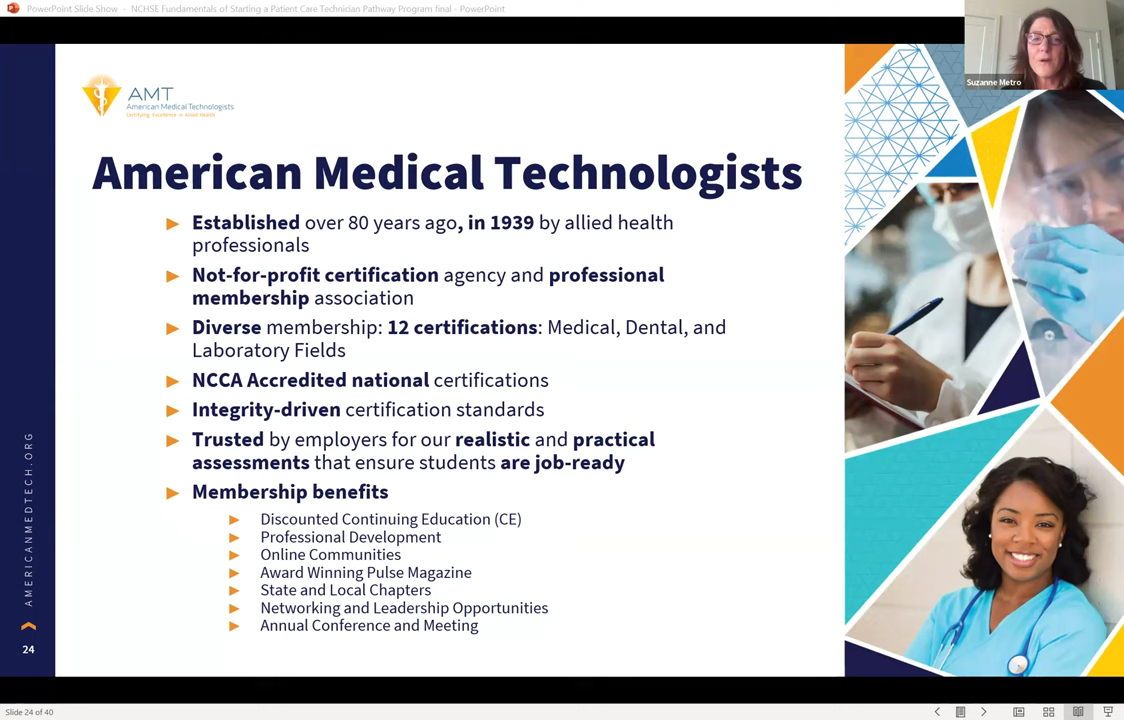 PowerPoint Slide Show - NCHSE Fundamentals of Starting a Patient Care Technician Pathway Program final - PowerPoint
Suzanne Metro
AMT
American Medical Technologists
Certifying Excellence in Allied Health
American Medical Technologists
Established over 80 years ago, in 1939 by allied health
professionals
Not-for-profit certification agency and professional
membership association
Diverse membership: 12 certifications: Medical, Dental, and
Laboratory Fields
NCCA Accredited national certifications
Integrity-driven certification standards
Trusted by employers for our realistic and practical
assessments that ensure students are job-ready
Membership benefits
Discounted Continuing Education (CE)
Professional Development
Online Communities
Award Winning Pulse Magazine
State and Local Chapters
Networking and Leadership Opportunities
Annual Conference and Meeting
AMERICANMEDTECH.ORG
24
Slide 24 of 40